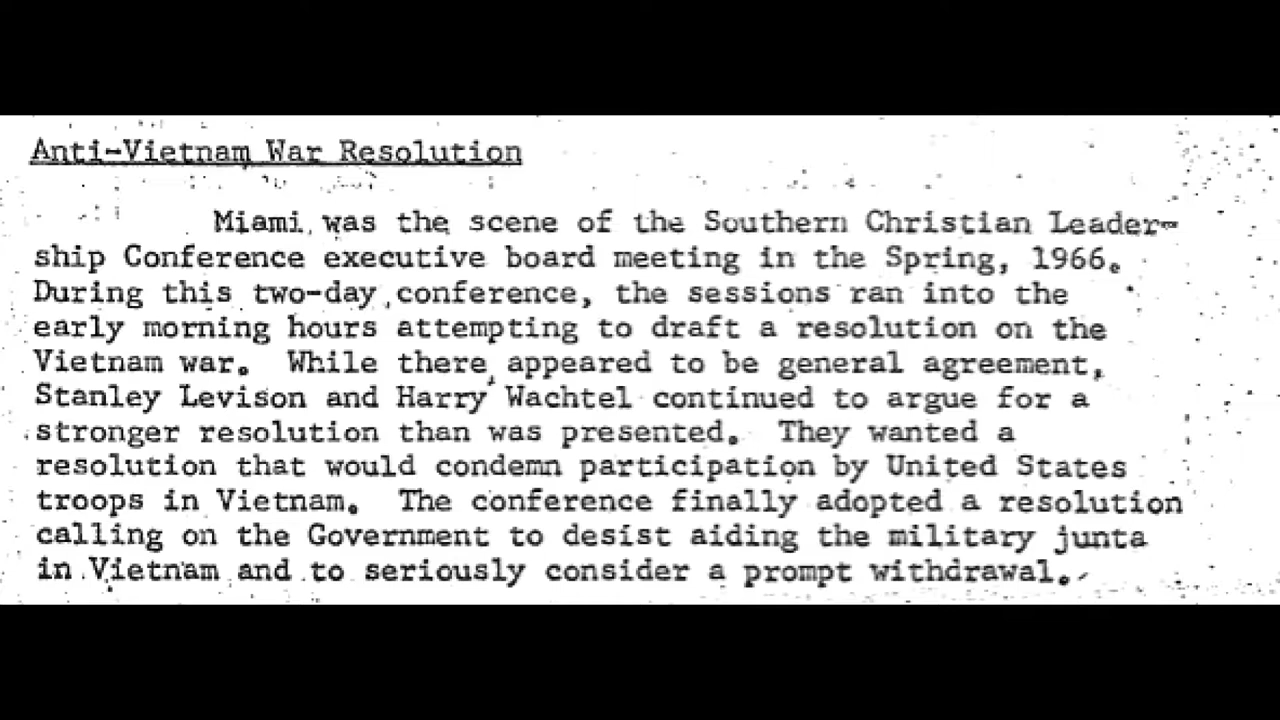 Anti-Vietnam War Resolution
Miami was the scene of the Southern Christian Leader-
ship Conference executive board meeting in the Spring, 1966.
During this two-day conference, the sessions ran into the
early morning hours attempting to draft a resolution on the
Vietnam war. While there appeared to be general agreement,
Stanley Levison and Harry Wachtel continued to argue for a
stronger resolution than was presented. They wanted a
resolution that would condemn participation by United States
troops in Vietnam. The conference finally adopted a resolution
calling on the Government to desist aiding the military junta
in Vietnam and to seriously consider a prompt withdrawal.